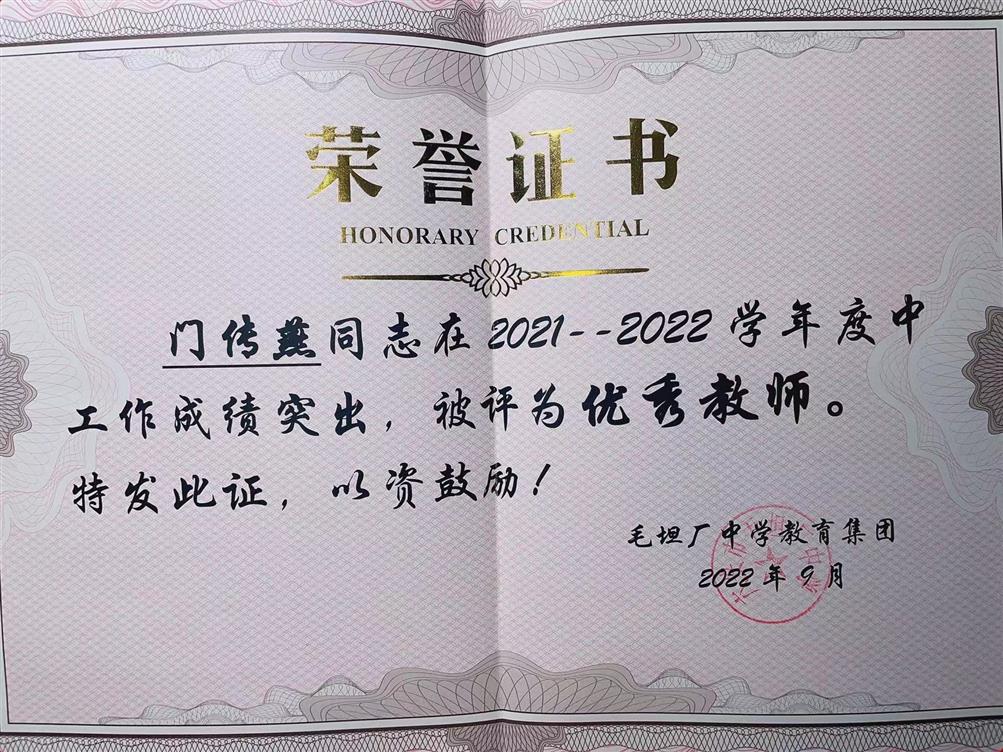 荣誉证书
HONORARY CREDENTIAL
门传燕同志在2021--2022学年度中
工作成绩突出，被评为优秀教师。
特发此证，以资鼓励！
毛坦厂中学教育集团
2022年9月